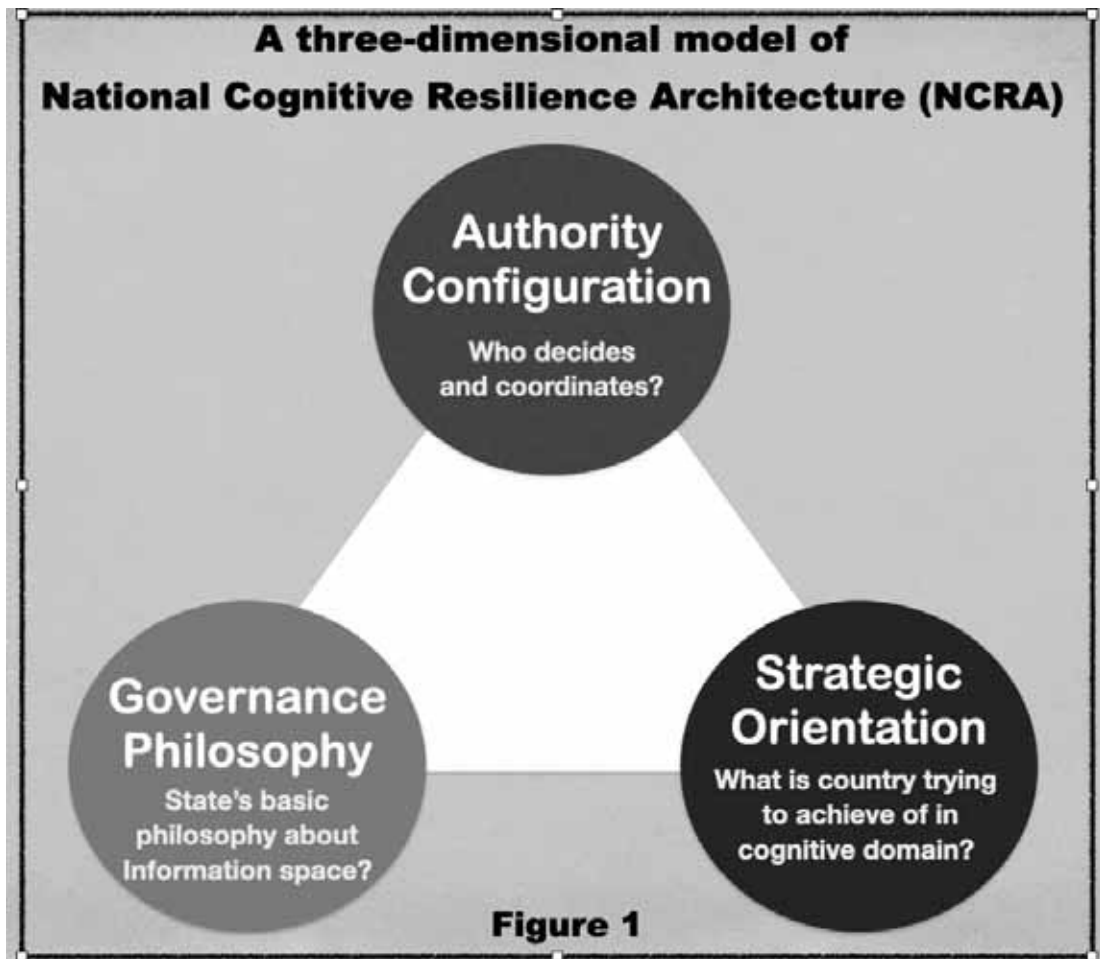 A three-dimensional model of
National Cognitive Resilience Architecture (NCRA)
Authority
Configuration
Who decides
and coordinates?
Governance
Philosophy
State's basic
philosophy about
Information space?
Strategic
Orientation
What is country trying
to achieve of in
cognitive domain?
Figure 1